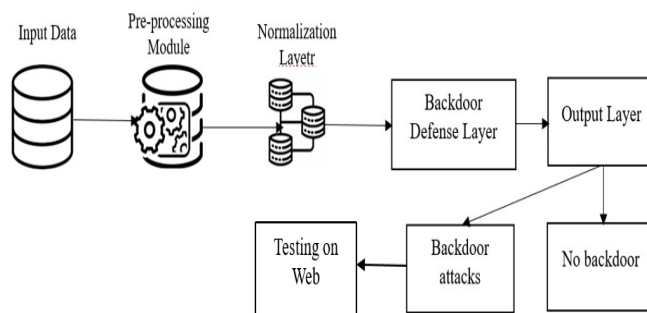 Input Data
Pre-processing
Module
Normalization
Layetr
Backdoor
Defense Layer
Output Layer
Testing on
Web
Backdoor
attacks
No backdoor